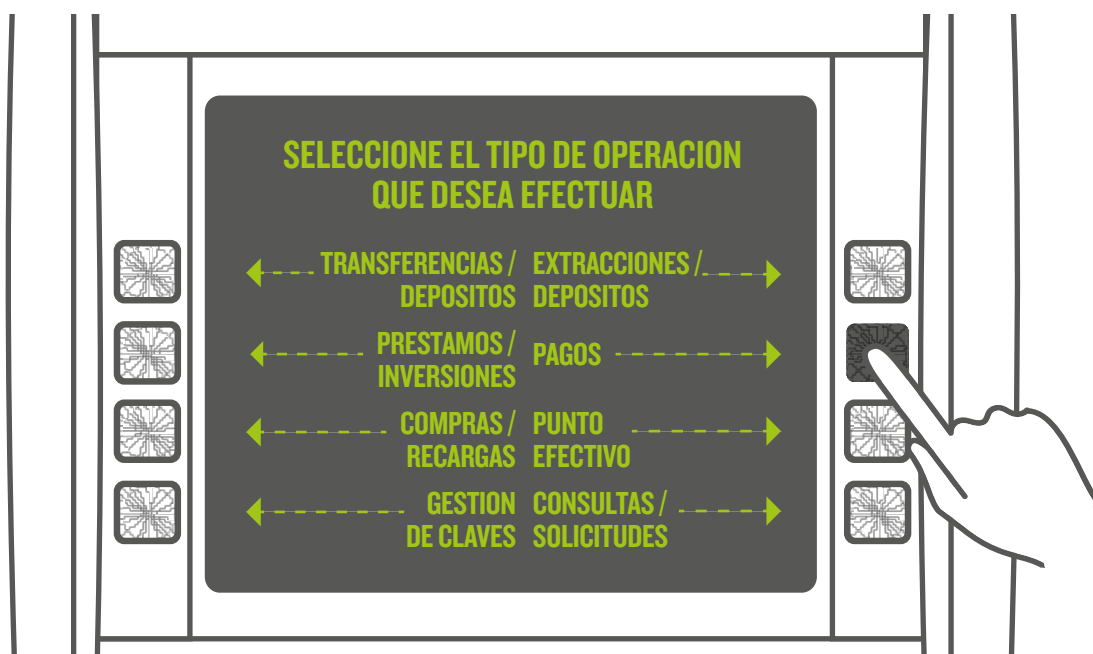 SELECCIONE EL TIPO DE OPERACION
QUE DESEA EFECTUAR
TRANSFERENCIAS /
DEPOSITOS
EXTRACCIONES /
DEPOSITOS
PRESTAMOS /
INVERSIONES
PAGOS
COMPRAS /
RECARGAS
PUNTO
EFECTIVO
GESTION
DE CLAVES
CONSULTAS /
SOLICITUDES